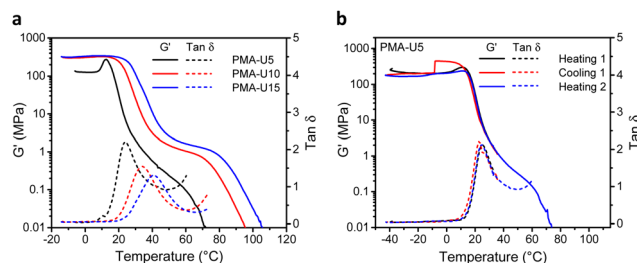 a
G' Tan δ
PMA-U5
PMA-U10
PMA-U15
G' (MPa)
100
10
1
0.1
0.01
5
4
3
2
1
0
Tan δ
-20 0 20 40 60 80 100 120
Temperature (°C)
b
PMA-U5
G' Tan δ
Heating 1
Cooling 1
Heating 2
G' (MPa)
1000
100
10
1
0.1
0.01
5
4
3
2
1
0
Tan δ
-40 -20 0 20 40 60 80 100
Temperature (°C)